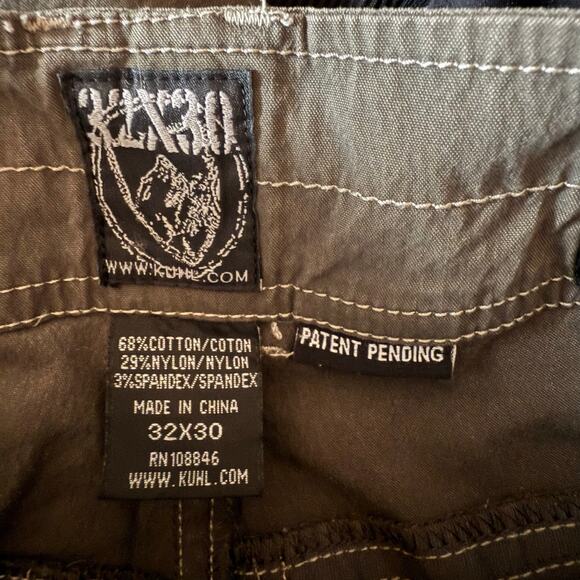 32X30
WWW.KUHL.COM
68%COTTON/COTON
29%NYLON/NYLON
3%SPANDEX/SPANDEX
MADE IN CHINA
32X30
RN108846
WWW.KUHL.COM
PATENT PENDING